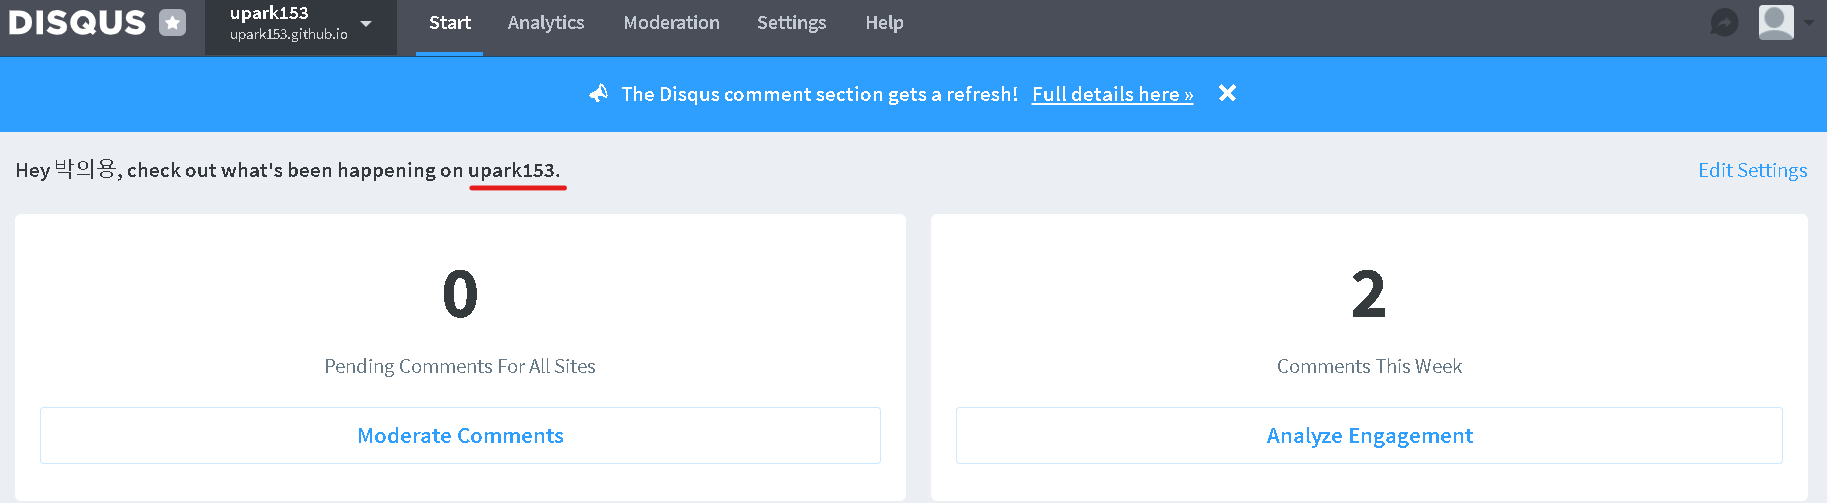 DISQUS
upark153
upark153.github.io
Start Analytics Moderation Settings Help
The Disqus comment section gets a refresh! Full details here »
Hey 박의용, check out what's been happening on upark153.
Edit Settings
0
Pending Comments For All Sites
Moderate Comments
2
Comments This Week
Analyze Engagement